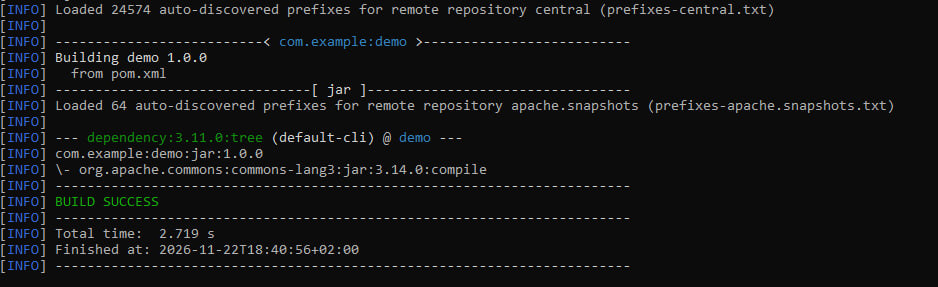 [INFO] Loaded 24574 auto-discovered prefixes for remote repository central (prefixes-central.txt)
[INFO]
[INFO] --------------------------< com.example:demo >--------------------------
[INFO] Building demo 1.0.0
[INFO]   from pom.xml
[INFO] --------------------------------[ jar ]---------------------------------
[INFO] Loaded 64 auto-discovered prefixes for remote repository apache.snapshots (prefixes-apache.snapshots.txt)
[INFO]
[INFO] --- dependency:3.11.0:tree (default-cli) @ demo ---
[INFO] com.example:demo:jar:1.0.0
[INFO] \- org.apache.commons:commons-lang3:jar:3.14.0:compile
[INFO] ------------------------------------------------------------------------
[INFO] BUILD SUCCESS
[INFO] ------------------------------------------------------------------------
[INFO] Total time:  2.719 s
[INFO] Finished at: 2026-11-22T18:40:56+02:00
[INFO] ------------------------------------------------------------------------